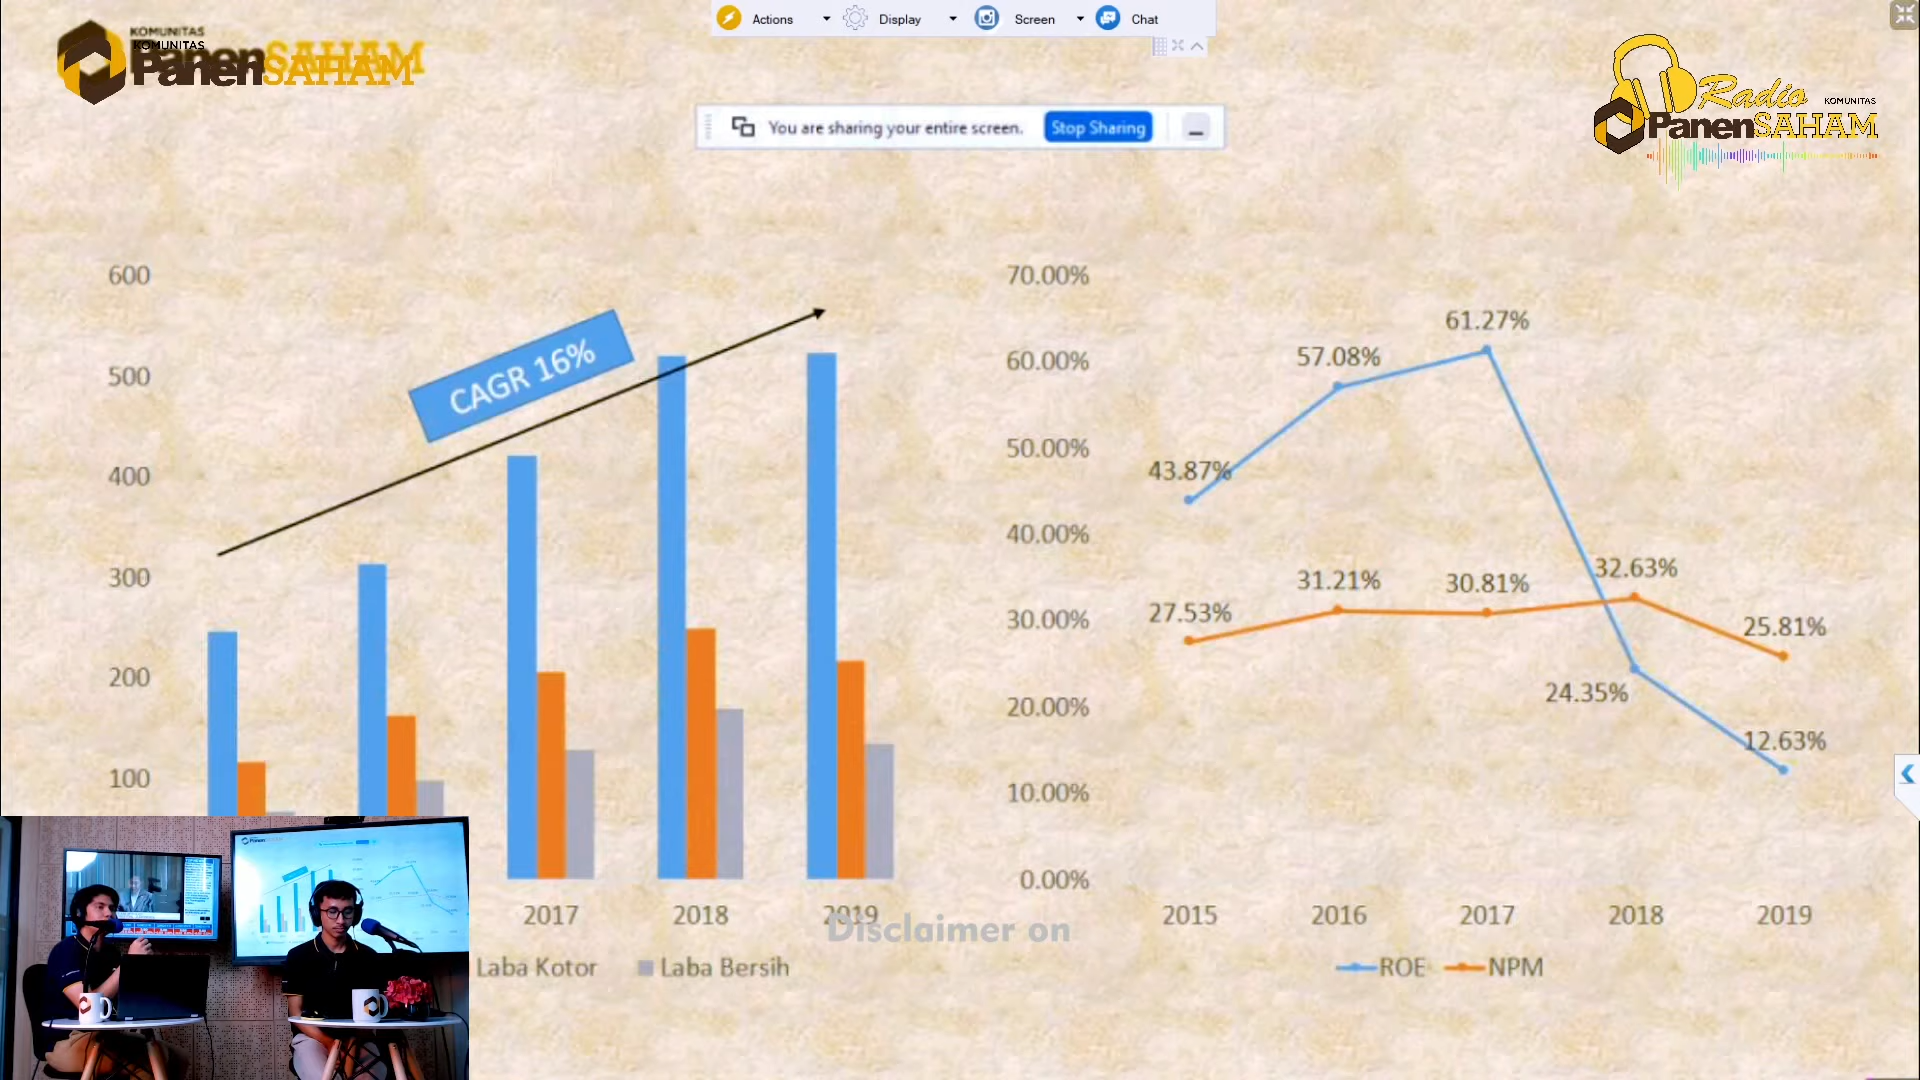 Actions
Display
Screen
Chat
KOMUNITAS
KOMUNITAS
PanenSAHAM
PanenSAHAM
Radio
KOMUNITAS
PanenSAHAM
You are sharing your entire screen.
Stop Sharing
600
500
400
300
200
100
CAGR 16%
2017
2018
2019
Laba Kotor
Laba Bersih
Disclaimer on
70.00%
60.00%
50.00%
40.00%
30.00%
20.00%
10.00%
0.00%
43.87%
57.08%
61.27%
24.35%
12.63%
27.53%
31.21%
30.81%
32.63%
25.81%
2015
2016
2017
2018
2019
ROE
NPM